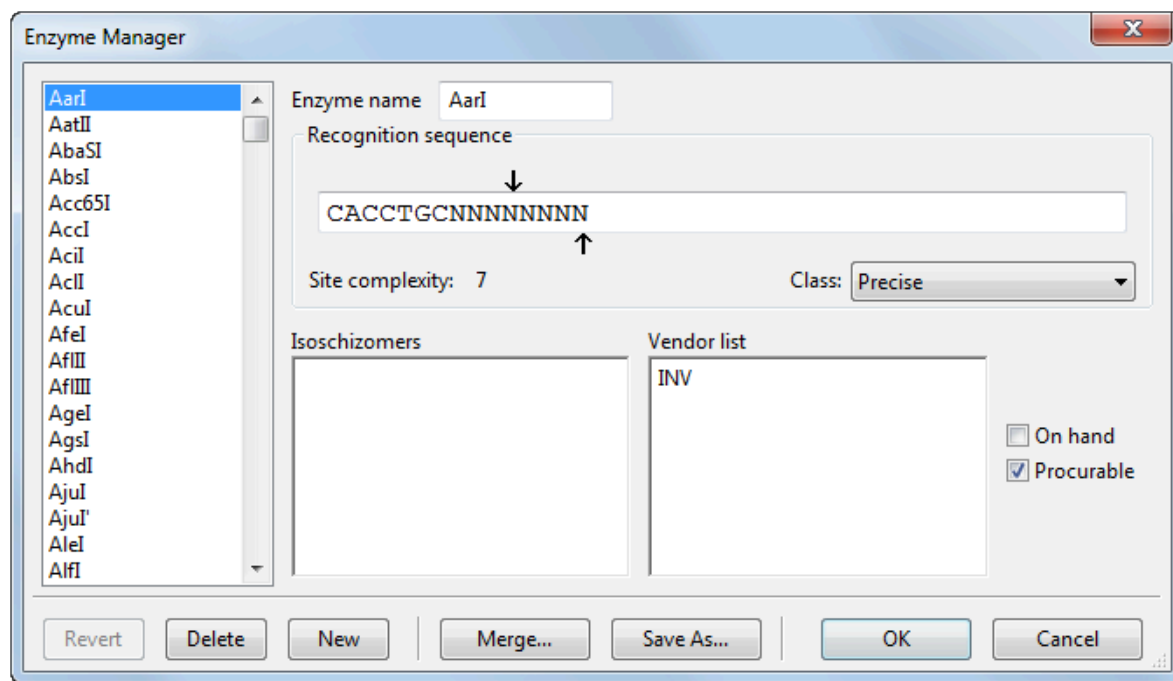 Enzyme Manager
AarI
AatII
AbaSI
AbsI
Acc65I
AccI
AciI
AclI
AcuI
AfeI
AflII
AflIII
AgeI
AgsI
AhdI
AjuI
AjuI'
AleI
AlfI
Enzyme name AarI
Recognition sequence
↓
CACCTGCNNNNNNNN
↑
Site complexity: 7 Class: Precise
Isoschizomers Vendor list
INV
On hand
Procurable
Revert Delete New Merge... Save As... OK Cancel